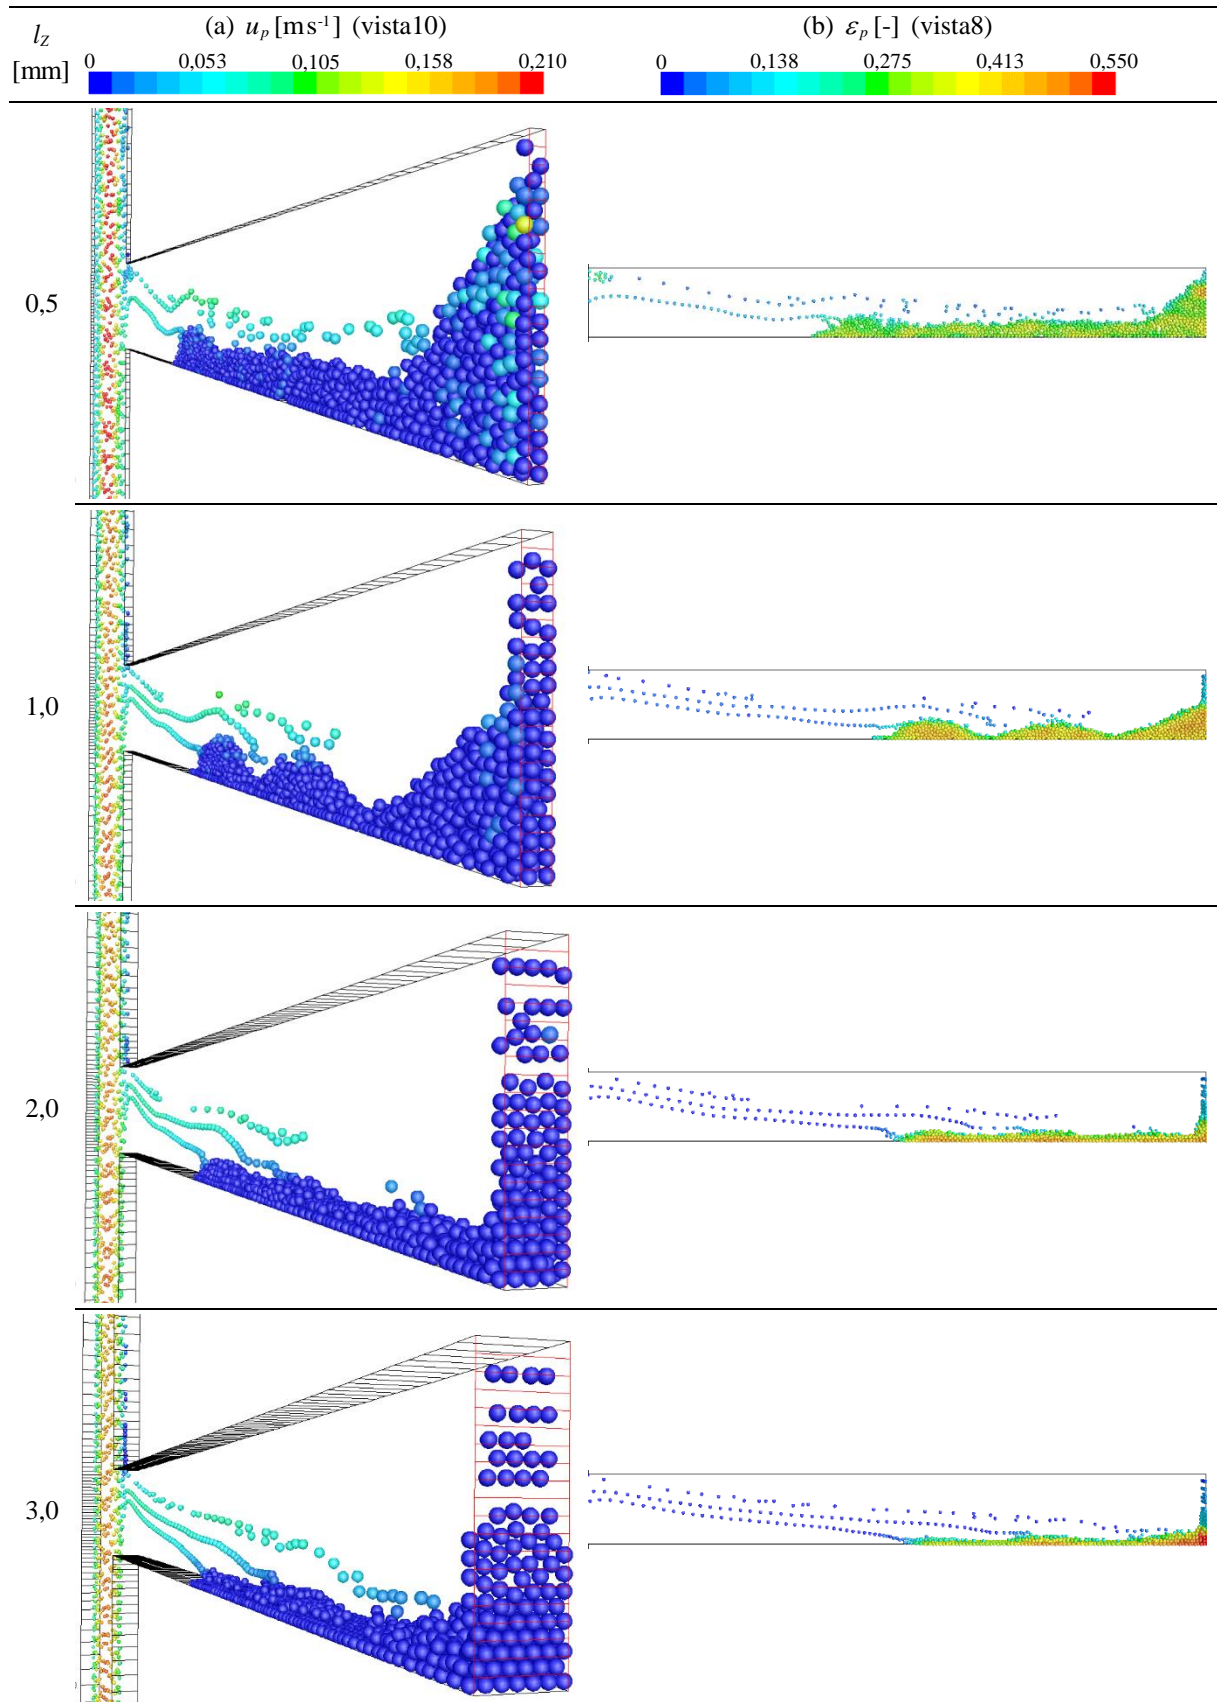 l_Z
[mm]
(a) u_p [m s⁻¹] (vista10)
(b) ε_p [-] (vista8)
0 0,053 0,105 0,158 0,210
0 0,138 0,275 0,413 0,550
0,5
1,0
2,0
3,0